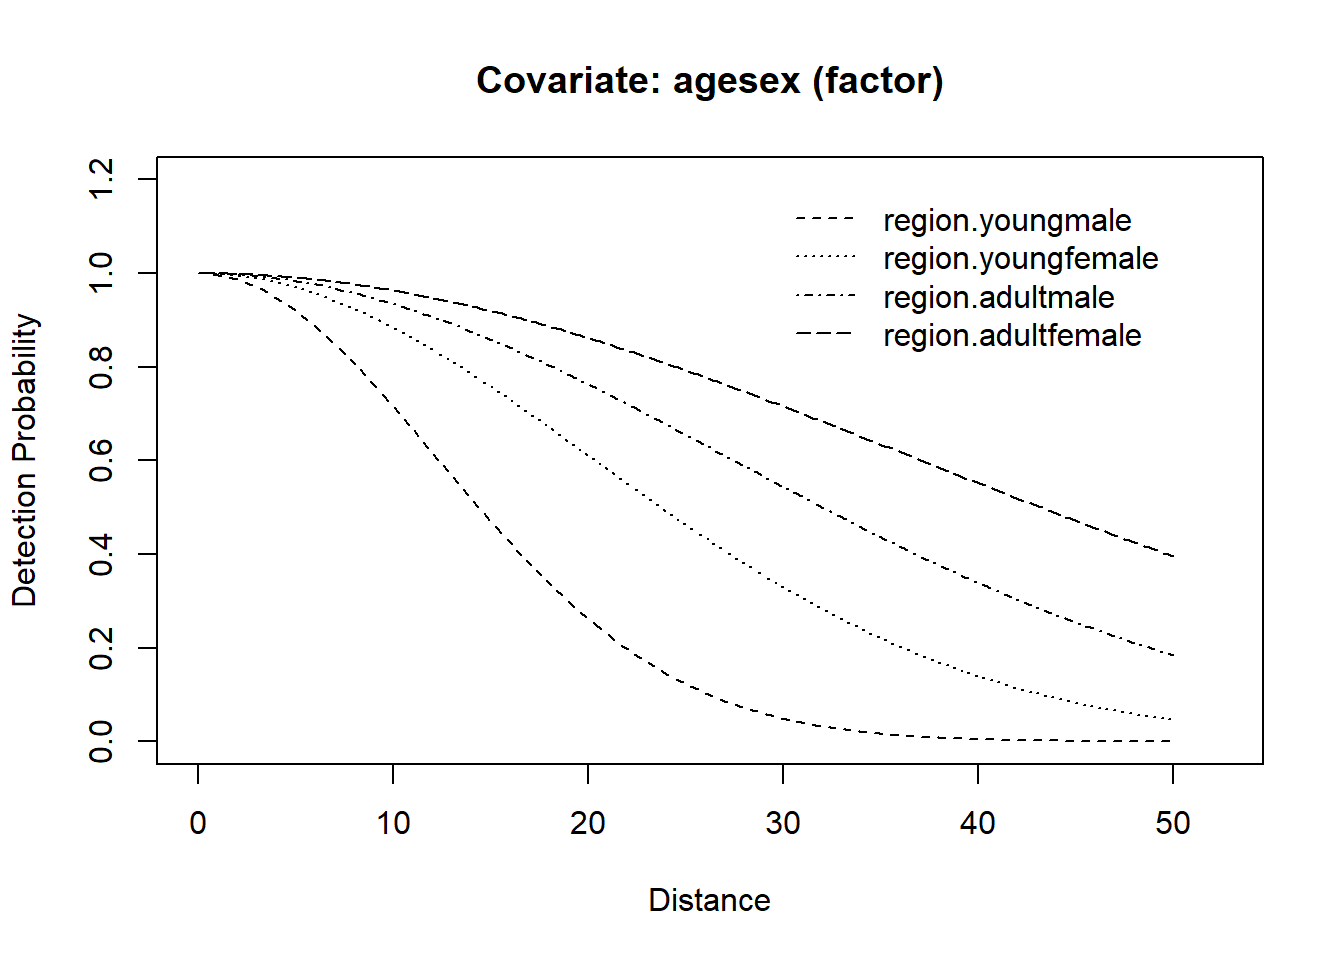 Covariate: agesex (factor)
region.youngmale
region.youngfemale
region.adultmale
region.adultfemale
Detection Probability
1.2
1.0
0.8
0.6
0.4
0.2
0.0
0 10 20 30 40 50
Distance